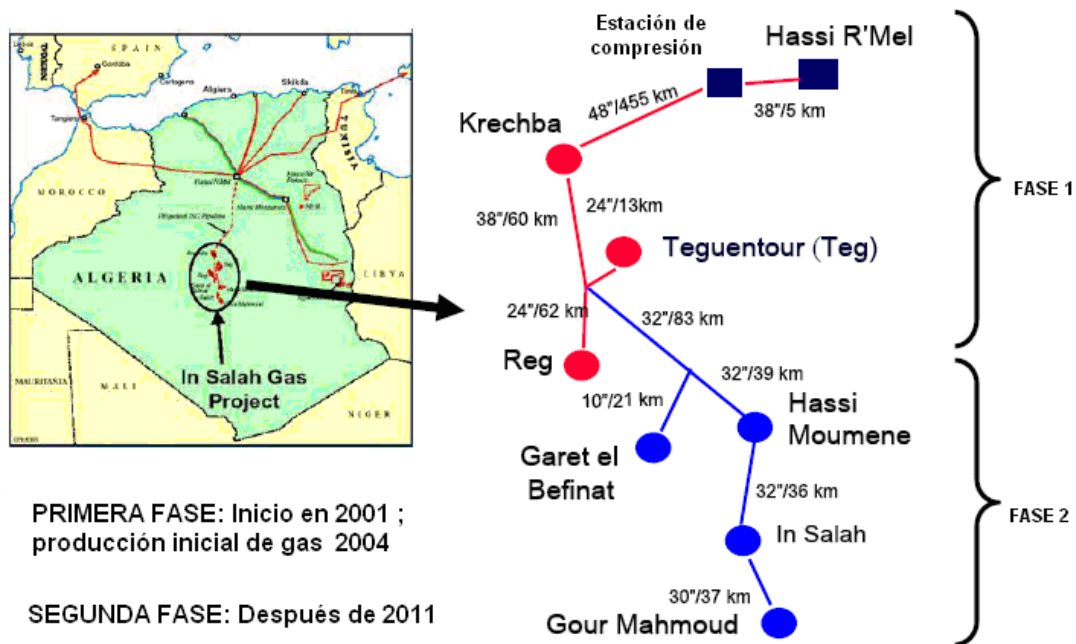 SPAIN
Cordoba
Cartagena
Algiers
Skikda
Tangiers
TUNISIA
MOROCCO
ALGERIA
LIBYA
Reg
In Salah Gas
Project
MAURITANIA
MALI
NIGER
PRIMERA FASE: Inicio en 2001 ;
producción inicial de gas 2004
SEGUNDA FASE: Después de 2011
Estación de
compresión
Hassi R'Mel
48"/455 km
38"/5 km
Krechba
38"/60 km
24"/13km
Teguentour (Teg)
24"/62 km
32"/83 km
Reg
32"/39 km
10"/21 km
Hassi
Moumene
Garet el
Befinat
32"/36 km
In Salah
30"/37 km
Gour Mahmoud
FASE 1
FASE 2